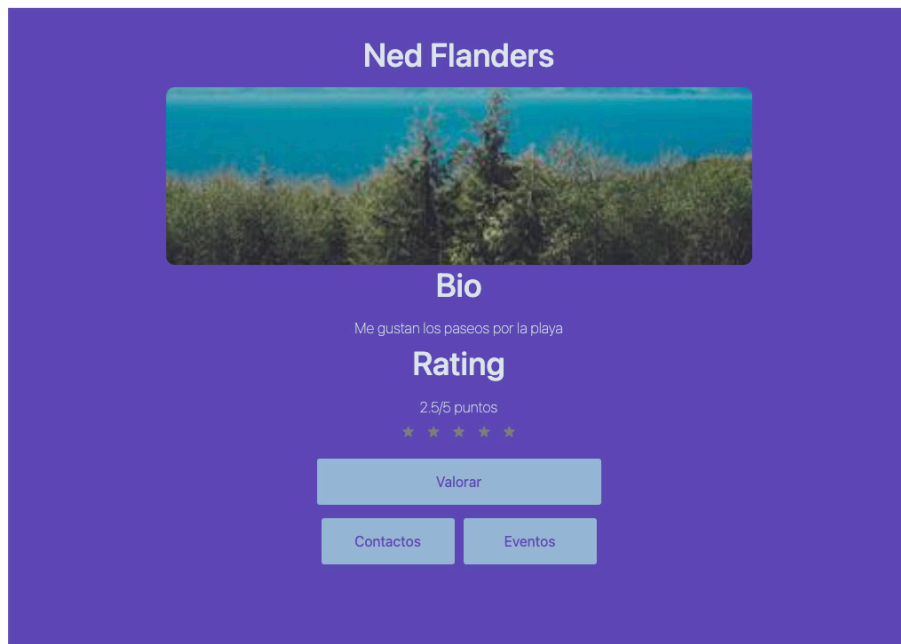 Ned Flanders
Bio
Me gustan los paseos por la playa
Rating
2.5/5 puntos
Valorar
Contactos Eventos